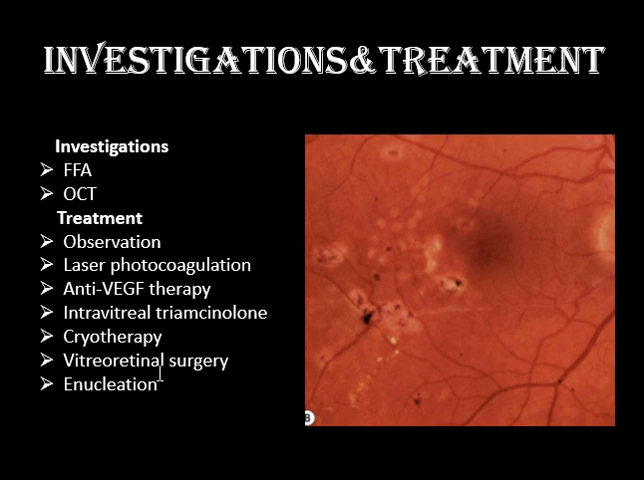 INVESTIGATIONS&TREATMENT
Investigations
FFA
OCT
Treatment
Observation
Laser photocoagulation
Anti-VEGF therapy
Intravitreal triamcinolone
Cryotherapy
Vitreoretinal surgery
Enucleation